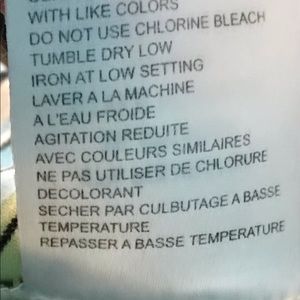 WITH LIKE COLORS
DO NOT USE CHLORINE BLEACH
TUMBLE DRY LOW
IRON AT LOW SETTING
LAVER A LA MACHINE
A L'EAU FROIDE
AGITATION REDUITE
AVEC COULEURS SIMILAIRES
NE PAS UTILISER DE CHLORURE
DECOLORANT
SECHER PAR CULBUTAGE A BASSE
TEMPERATURE
REPASSER A BASSE TEMPERATURE